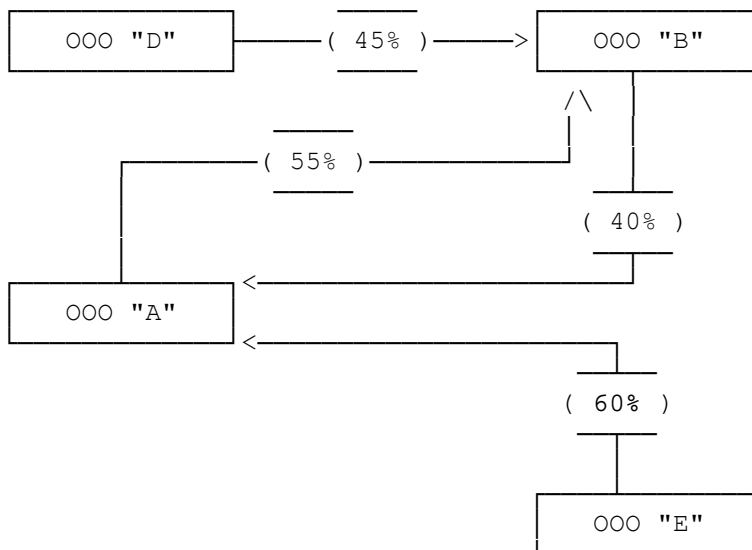 ООО "D" ( 45% ) > ООО "B"
/\
( 55% )
( 40% )
<
ООО "A"
<
( 60% )
ООО "E"